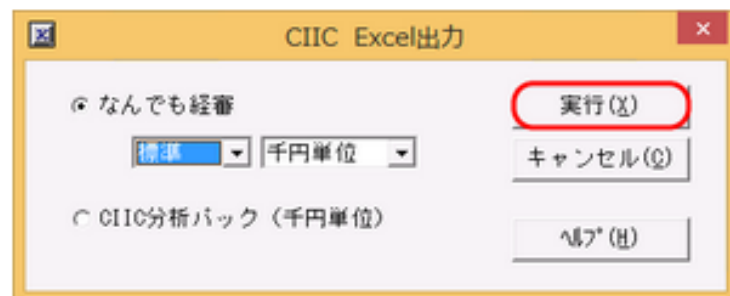 CIIC Excel出力
なんでも経審
実行(X)
標準
千円単位
キャンセル(C)
CIIC分析パック（千円単位）
ﾍﾙﾌﾟ(H)